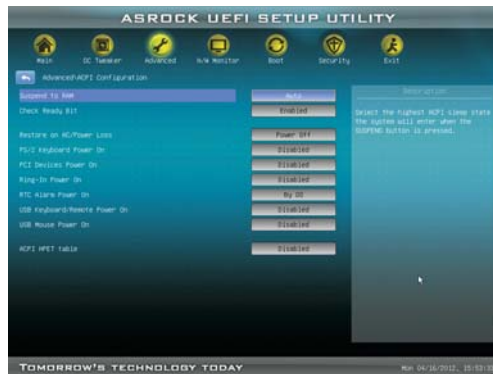 ASROCK UEFI SETUP UTILITY
Main OC Tweaker Advanced H/W Monitor Boot Security Exit
Advanced\ACPI Configuration
Suspend to RAM Auto
Check Ready Bit Enabled
Restore on AC/Power Loss Power Off
PS/2 Keyboard Power On Disabled
PCI Devices Power On Disabled
Ring-In Power On Disabled
RTC Alarm Power On By OS
USB Keyboard/Remote Power On Disabled
USB Mouse Power On Disabled
ACPI HPET table Disabled
Description
Select the highest ACPI sleep state
the system will enter when the
SUSPEND button is pressed.
TOMORROW'S TECHNOLOGY TODAY
Mon 04/16/2012,